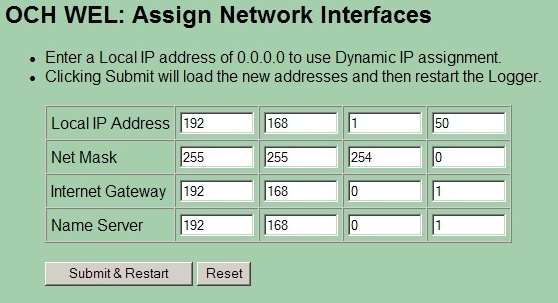 OCH WEL: Assign Network Interfaces
• Enter a Local IP address of 0.0.0.0 to use Dynamic IP assignment.
• Clicking Submit will load the new addresses and then restart the Logger.
Local IP Address 192 168 1 50
Net Mask 255 255 254 0
Internet Gateway 192 168 0 1
Name Server 192 168 0 1
Submit & Restart Reset